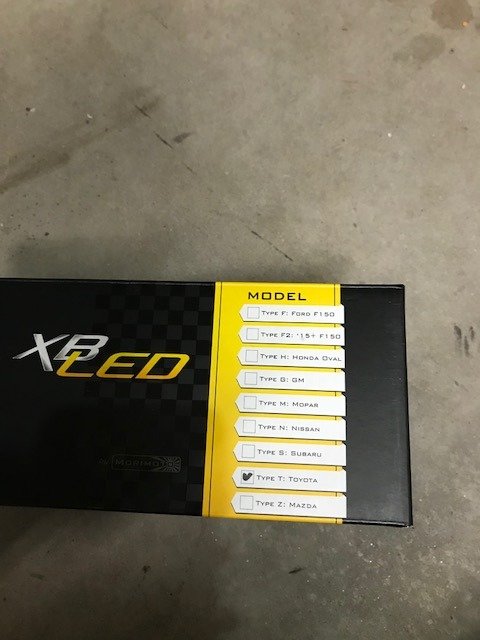 MODEL
TYPE F: FORD F150
TYPE F2: '15+ F150
TYPE H: HONDA OVAL
TYPE G: GM
TYPE M: MOPAR
TYPE N: NISSAN
TYPE S: SUBARU
TYPE T: TOYOTA
TYPE Z: MAZDA
XB
LED
BY MORIMOTO